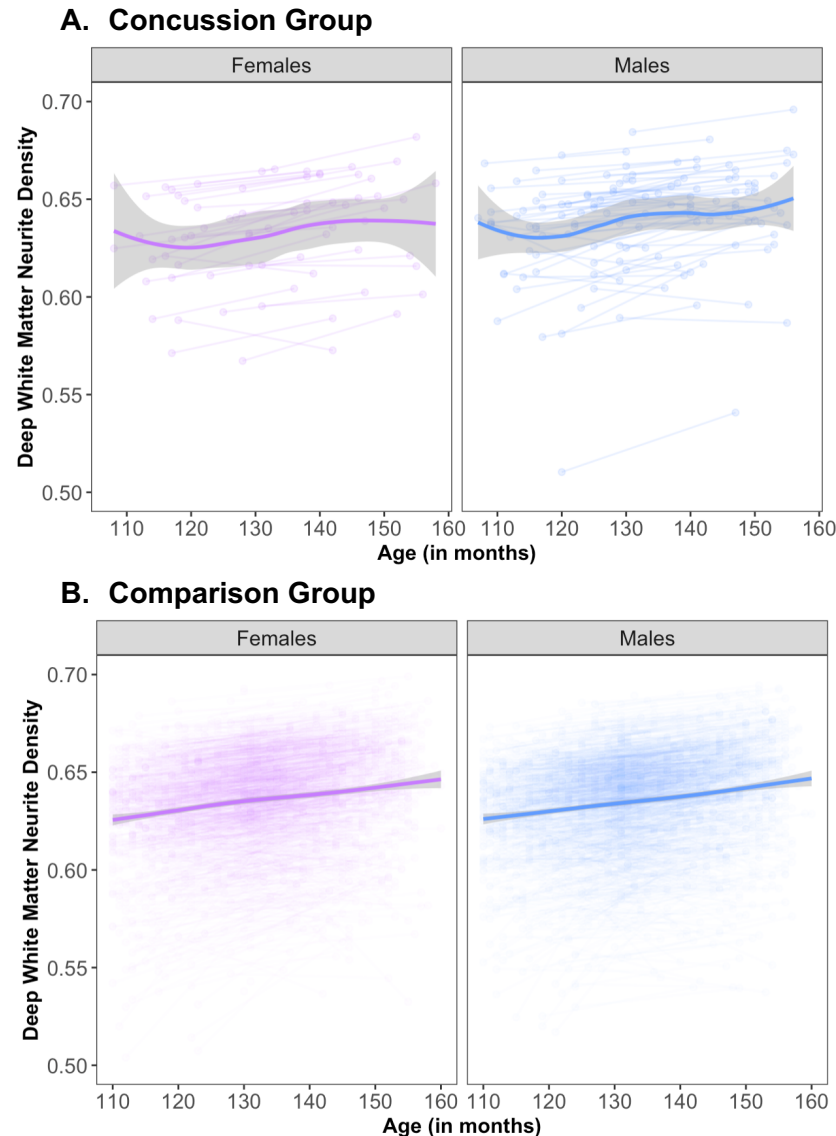 A. Concussion Group
Females
Males
Deep White Matter Neurite Density
0.70
0.65
0.60
0.55
0.50
110 120 130 140 150 160
110 120 130 140 150 160
Age (in months)
B. Comparison Group
Females
Males
Deep White Matter Neurite Density
0.70
0.65
0.60
0.55
0.50
110 120 130 140 150 160
110 120 130 140 150 160
Age (in months)